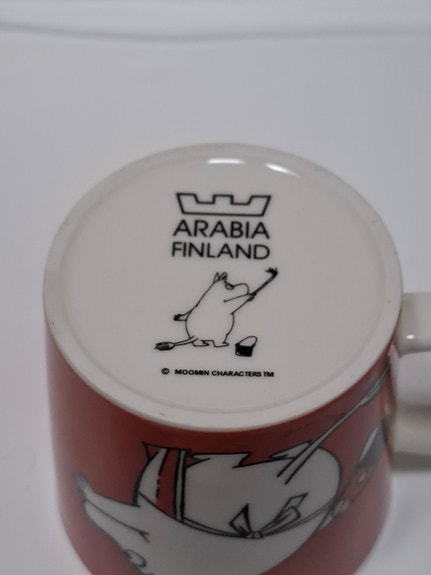 ARABIA
FINLAND
© MOOMIN CHARACTERS TM